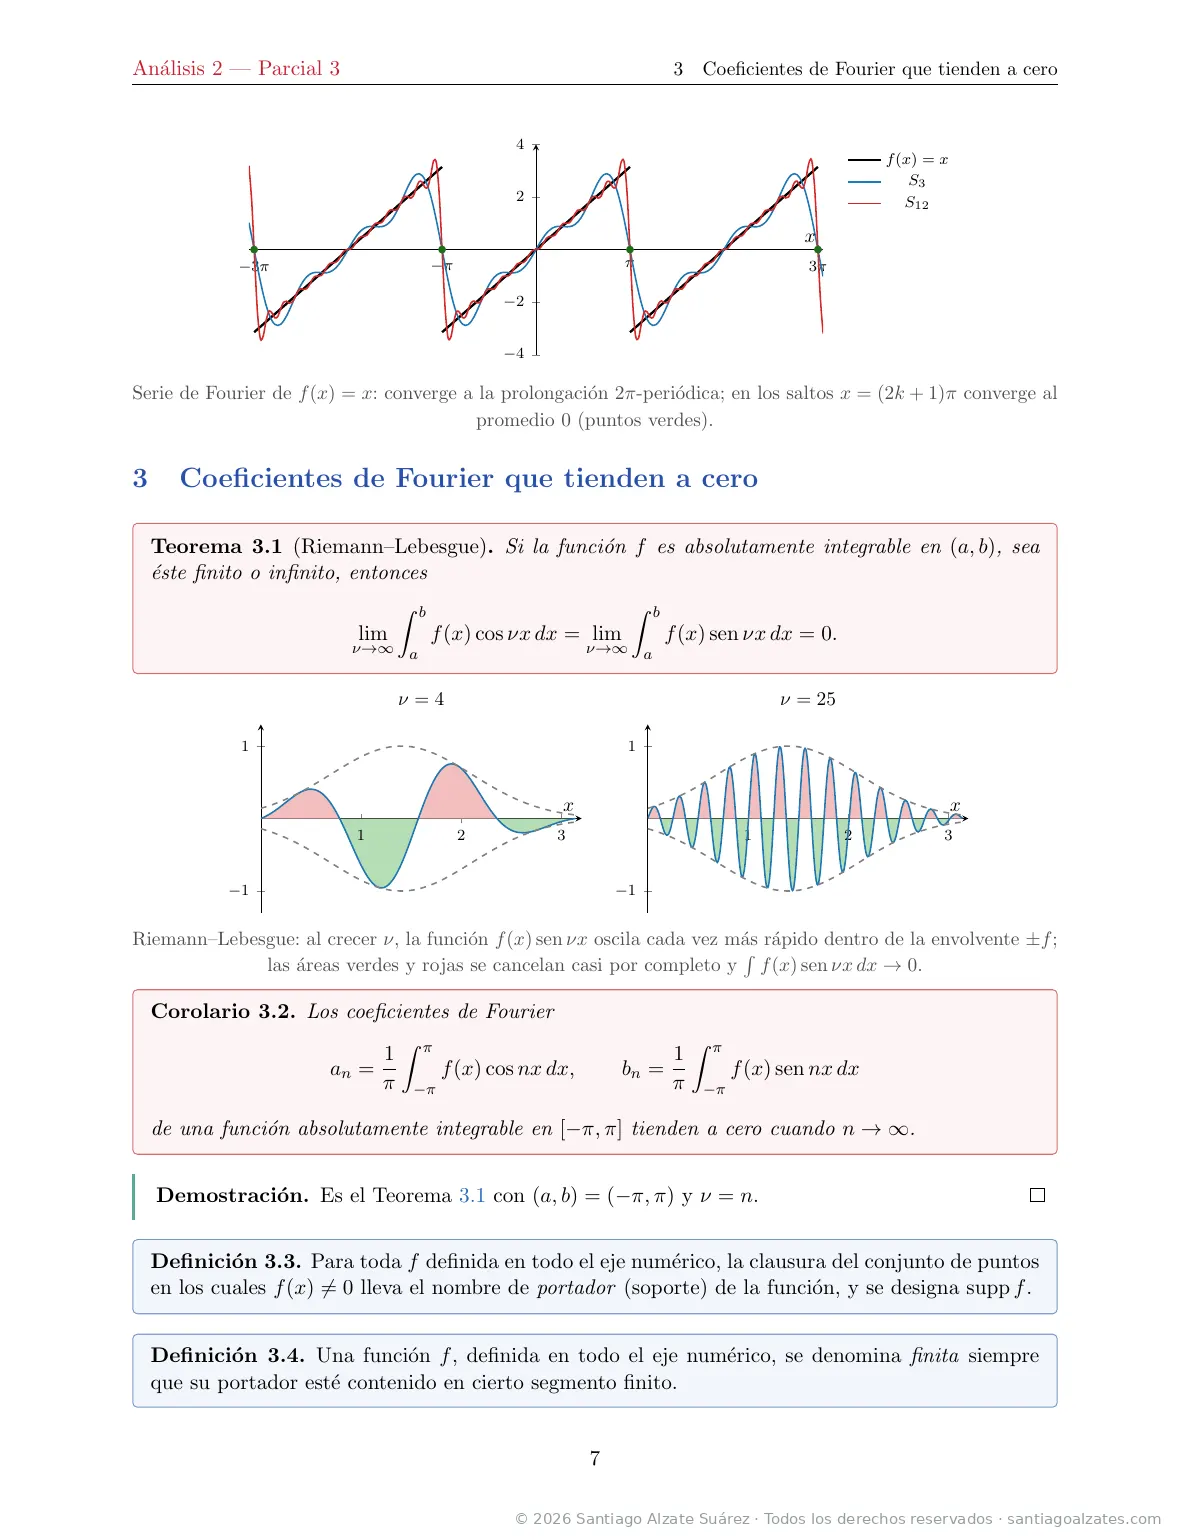 Análisis 2 — Parcial 3
3 Coeficientes de Fourier que tienden a cero
4
2
−2
−4
x
−3π
−π
π
3π
f(x) = x
S₃
S₁₂
Serie de Fourier de f(x) = x: converge a la prolongación 2π-periódica; en los saltos x = (2k + 1)π converge al
promedio 0 (puntos verdes).
3 Coeficientes de Fourier que tienden a cero
Teorema 3.1 (Riemann–Lebesgue). Si la función f es absolutamente integrable en (a, b), sea
éste finito o infinito, entonces
lim_{ν→∞} ∫_a^b f(x) cos νx dx = lim_{ν→∞} ∫_a^b f(x) sen νx dx = 0.
ν = 4
1
−1
1
2
3
x
ν = 25
1
−1
1
2
3
x
Riemann–Lebesgue: al crecer ν, la función f(x) sen νx oscila cada vez más rápido dentro de la envolvente ±f;
las áreas verdes y rojas se cancelan casi por completo y ∫ f(x) sen νx dx → 0.
Corolario 3.2. Los coeficientes de Fourier
aₙ = 1/π ∫_{−π}^{π} f(x) cos nx dx, bₙ = 1/π ∫_{−π}^{π} f(x) sen nx dx
de una función absolutamente integrable en [−π, π] tienden a cero cuando n → ∞.
Demostración. Es el Teorema 3.1 con (a, b) = (−π, π) y ν = n. □
Definición 3.3. Para toda f definida en todo el eje numérico, la clausura del conjunto de puntos
en los cuales f(x) ≠ 0 lleva el nombre de portador (soporte) de la función, y se designa supp f.
Definición 3.4. Una función f, definida en todo el eje numérico, se denomina finita siempre
que su portador esté contenido en cierto segmento finito.
7
© 2026 Santiago Alzate Suárez · Todos los derechos reservados · santiagoalzates.com